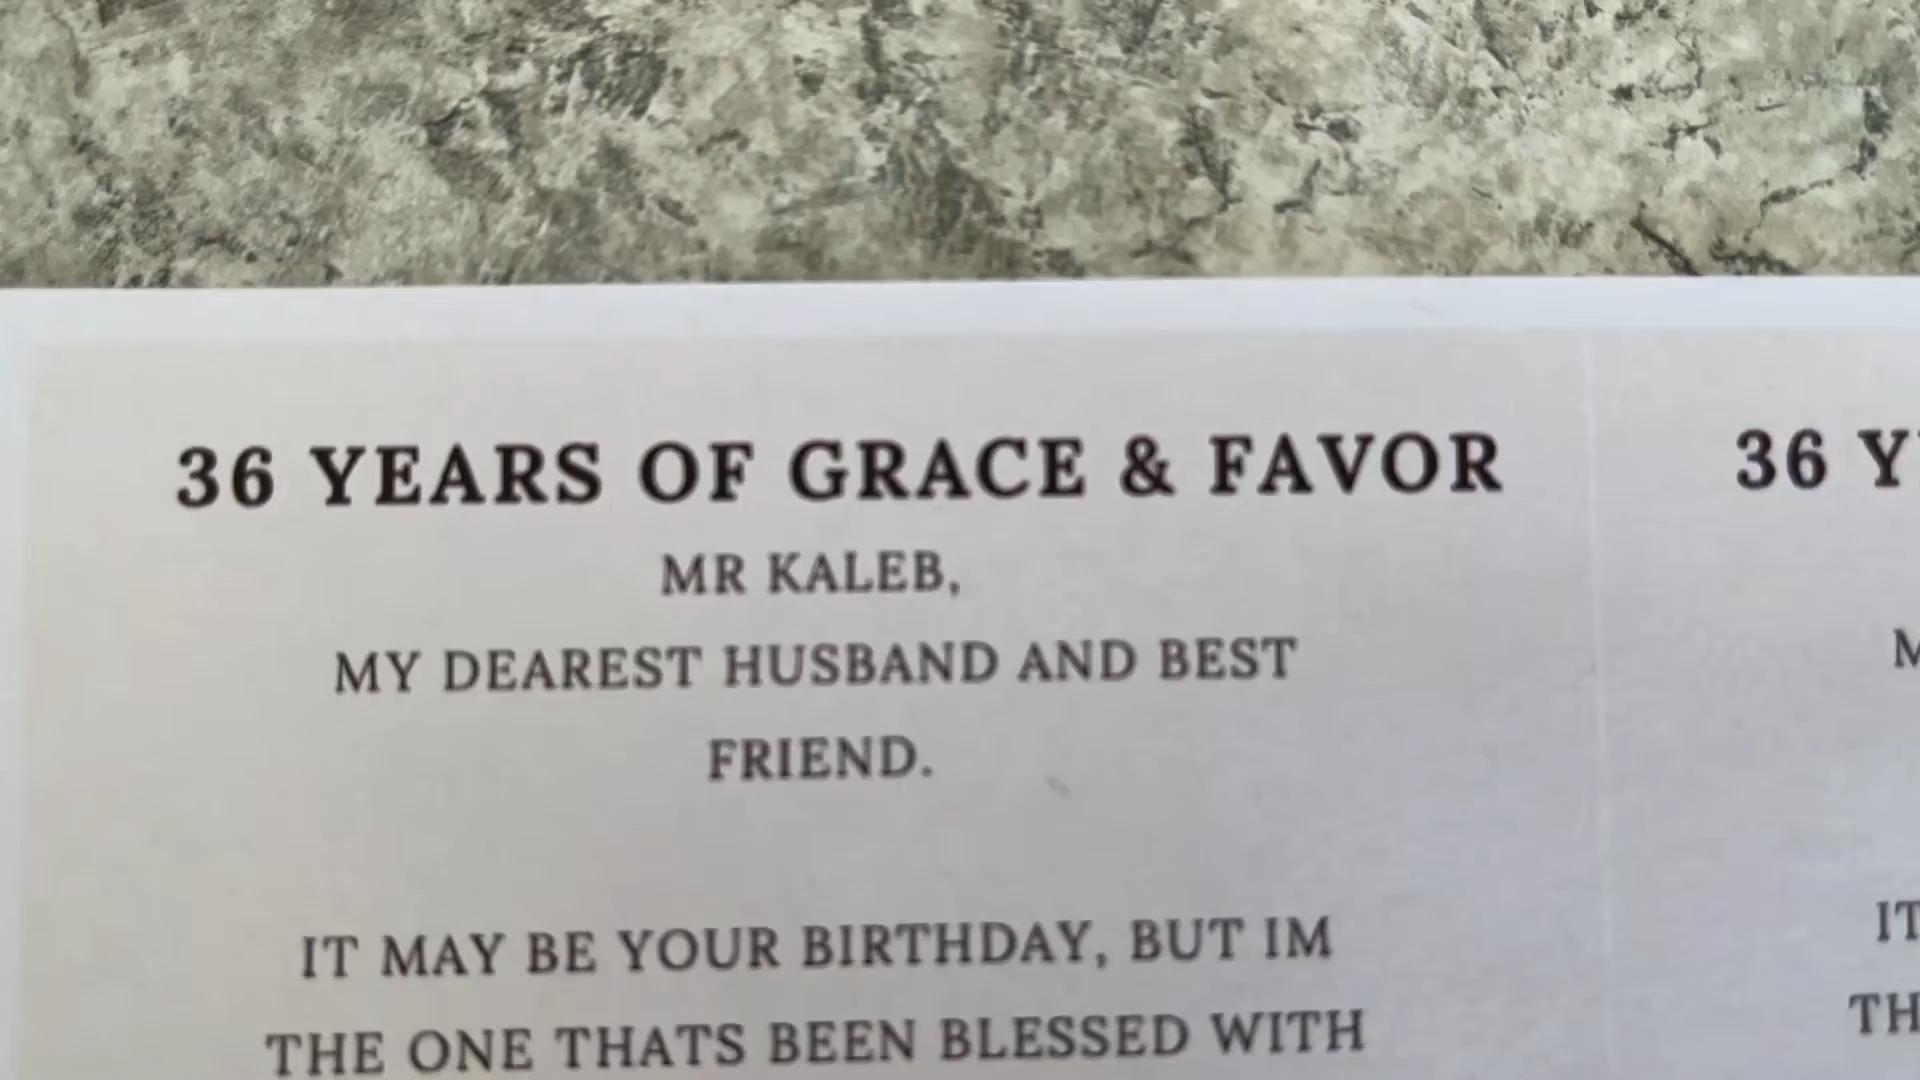 36 YEARS OF GRACE & FAVOR
MR KALEB,
MY DEAREST HUSBAND AND BEST
FRIEND.
IT MAY BE YOUR BIRTHDAY, BUT IM
THE ONE THATS BEEN BLESSED WITH
36
IT